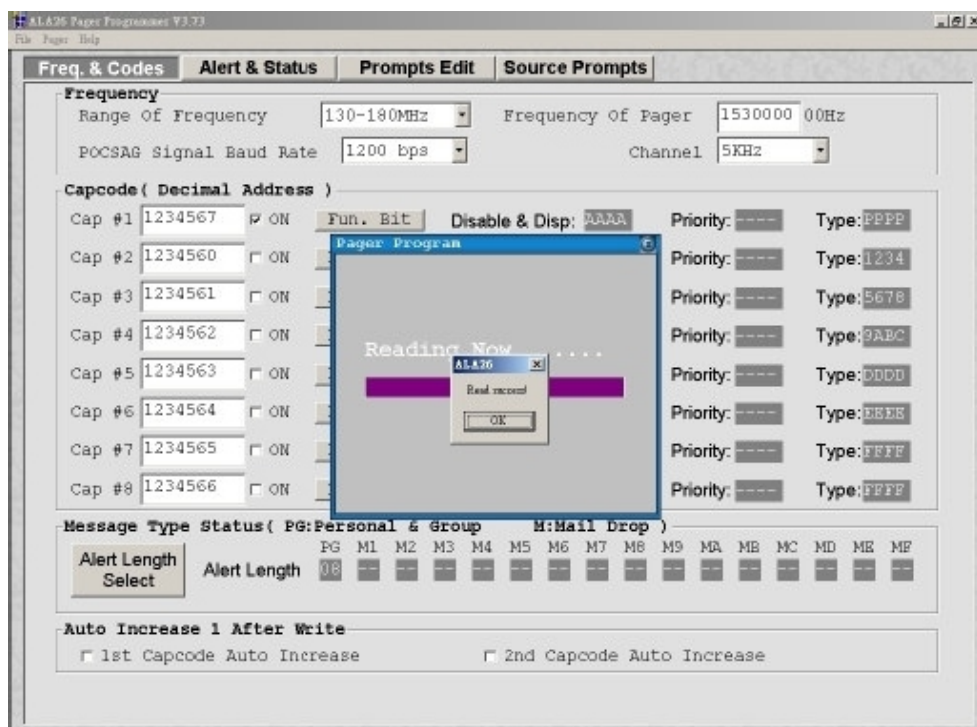 ALA26 Pager Programmer V3.73
File Pager Help
Freq. & Codes Alert & Status Prompts Edit Source Prompts
Frequency
Range Of Frequency 130-180MHz Frequency Of Pager 1530000 00Hz
POCSAG Signal Baud Rate 1200 bps Channel 5KHz
Capcode( Decimal Address )
Cap #1 1234567 ON Fun. Bit Disable & Disp: AAAA Priority: ---- Type: PPPP
Cap #2 1234560 ON Priority: ---- Type: 1234
Cap #3 1234561 ON Priority: ---- Type: 5678
Cap #4 1234562 ON Priority: ---- Type: 9ABC
Cap #5 1234563 ON Priority: ---- Type: DDDD
Cap #6 1234564 ON Priority: ---- Type: EEEE
Cap #7 1234565 ON Priority: ---- Type: FFFF
Cap #8 1234566 ON Priority: ---- Type: FFFF
Pager Program
Reading Now ....
ALA26
Read
OK
Message Type Status( PG:Personal & Group M:Mail Drop )
PG M1 M2 M3 M4 M5 M6 M7 M8 M9 MA MB MC MD ME MF
Alert Length Select Alert Length 08 -- -- -- -- -- -- -- -- -- -- -- -- -- -- --
Auto Increase 1 After Write
1st Capcode Auto Increase 2nd Capcode Auto Increase